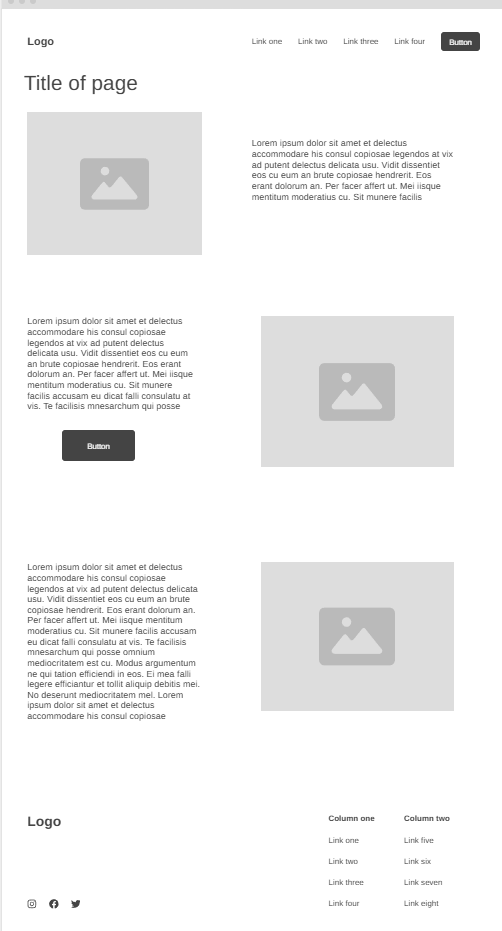 Logo
Link one Link two Link three Link four Button
Title of page
Lorem ipsum dolor sit amet et delectus
accommodare his consul copiosae legendos at vix
ad putent delectus delicata usu. Vidit dissentiet
eos cu eum an brute copiosae hendrerit. Eos
erant dolorum an. Per facer affert ut. Mei iisque
mentitum moderatius cu. Sit munere facilis
Lorem ipsum dolor sit amet et delectus
accommodare his consul copiosae
legendos at vix ad putent delectus
delicata usu. Vidit dissentiet eos cu eum
an brute copiosae hendrerit. Eos erant
dolorum an. Per facer affert ut. Mei iisque
mentitum moderatius cu. Sit munere
facilis accusam eu dicat falli consulatu at
vis. Te facilisis mnesarchum qui posse
Button
Lorem ipsum dolor sit amet et delectus
accommodare his consul copiosae
legendos at vix ad putent delectus delicata
usu. Vidit dissentiet eos cu eum an brute
copiosae hendrerit. Eos erant dolorum an.
Per facer affert ut. Mei iisque mentitum
moderatius cu. Sit munere facilis accusam
eu dicat falli consulatu at vis. Te facilisis
mnesarchum qui posse omnium
mediocritatem est cu. Modus argumentum
ne qui tation efficiendi in eos. Ei mea falli
legere efficiantur et tollit aliquip debitis mei.
No deserunt mediocritatem mel. Lorem
ipsum dolor sit amet et delectus
accommodare his consul copiosae
Logo
Column one
Link one
Link two
Link three
Link four
Column two
Link five
Link six
Link seven
Link eight